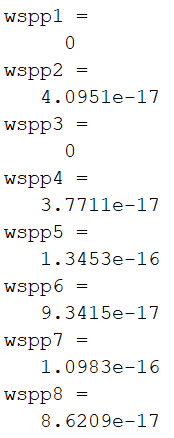 wspp1 =
0
wspp2 =
4.0951e-17
wspp3 =
0
wspp4 =
3.7711e-17
wspp5 =
1.3453e-16
wspp6 =
9.3415e-17
wspp7 =
1.0983e-16
wspp8 =
8.6209e-17